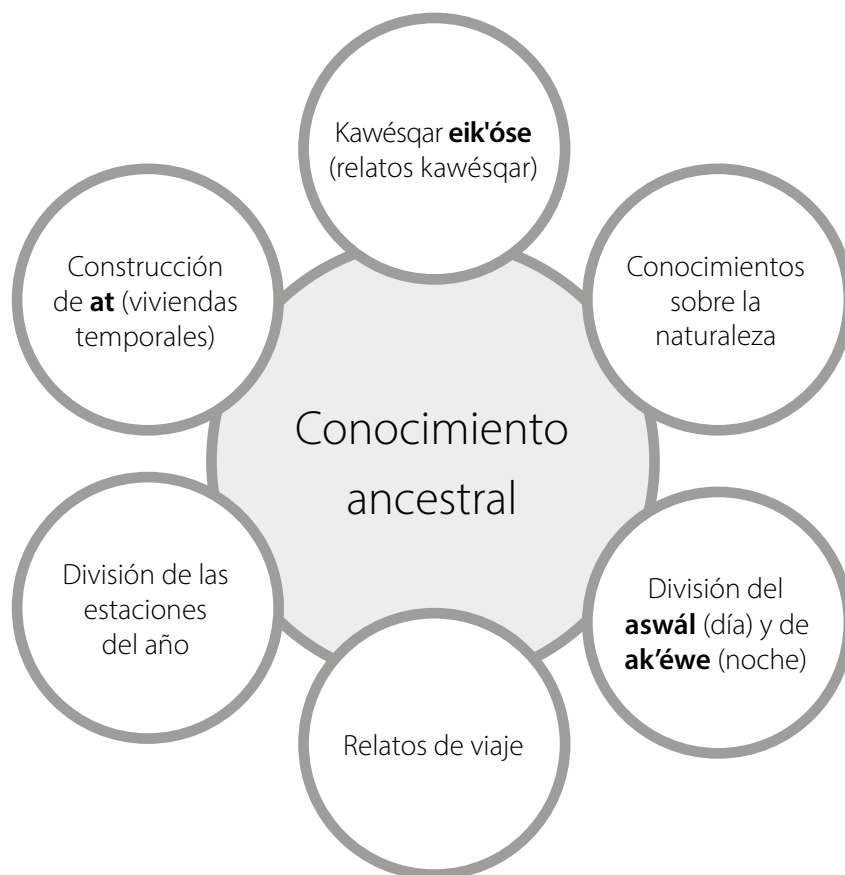 Kawésqar eik'óse
(relatos kawésqar)
Construcción
de at (viviendas
temporales)
Conocimientos
sobre la
naturaleza
Conocimiento
ancestral
División de las
estaciones
del año
División del
aswál (día) y de
ak’éwe (noche)
Relatos de viaje